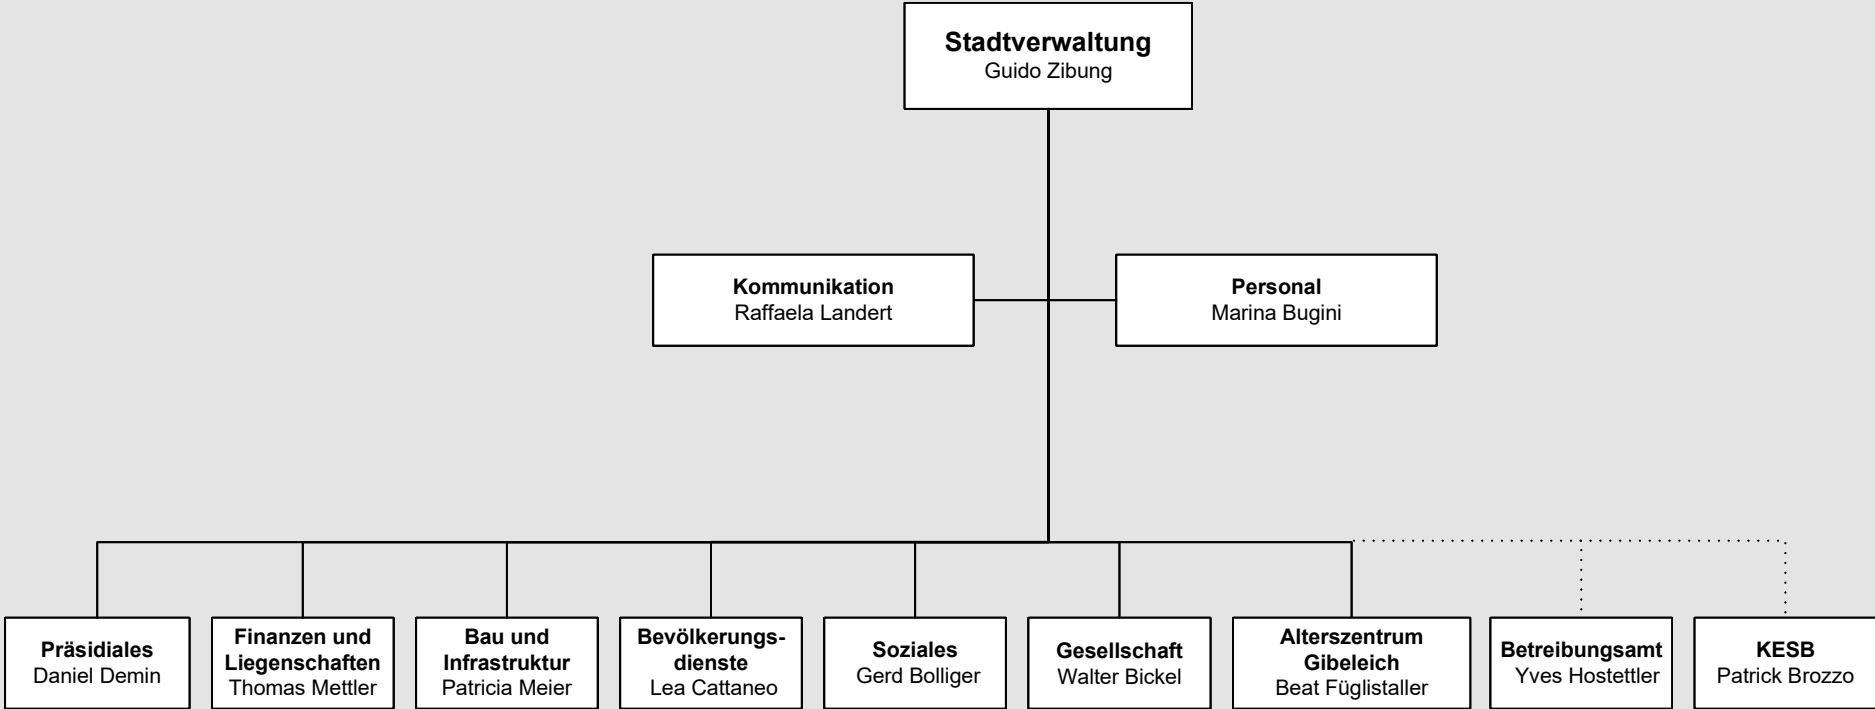 Stadtverwaltung
Guido Zibung
Kommunikation
Raffaela Landert
Personal
Marina Bugini
Präsidiales
Daniel Demin
Finanzen und
Liegenschaften
Thomas Mettler
Bau und
Infrastruktur
Patricia Meier
Bevölkerungs-
dienste
Lea Cattaneo
Soziales
Gerd Bolliger
Gesellschaft
Walter Bickel
Alterszentrum
Gibeleich
Beat Füglistaller
Betreibungsamt
Yves Hostettler
KESB
Patrick Brozzo